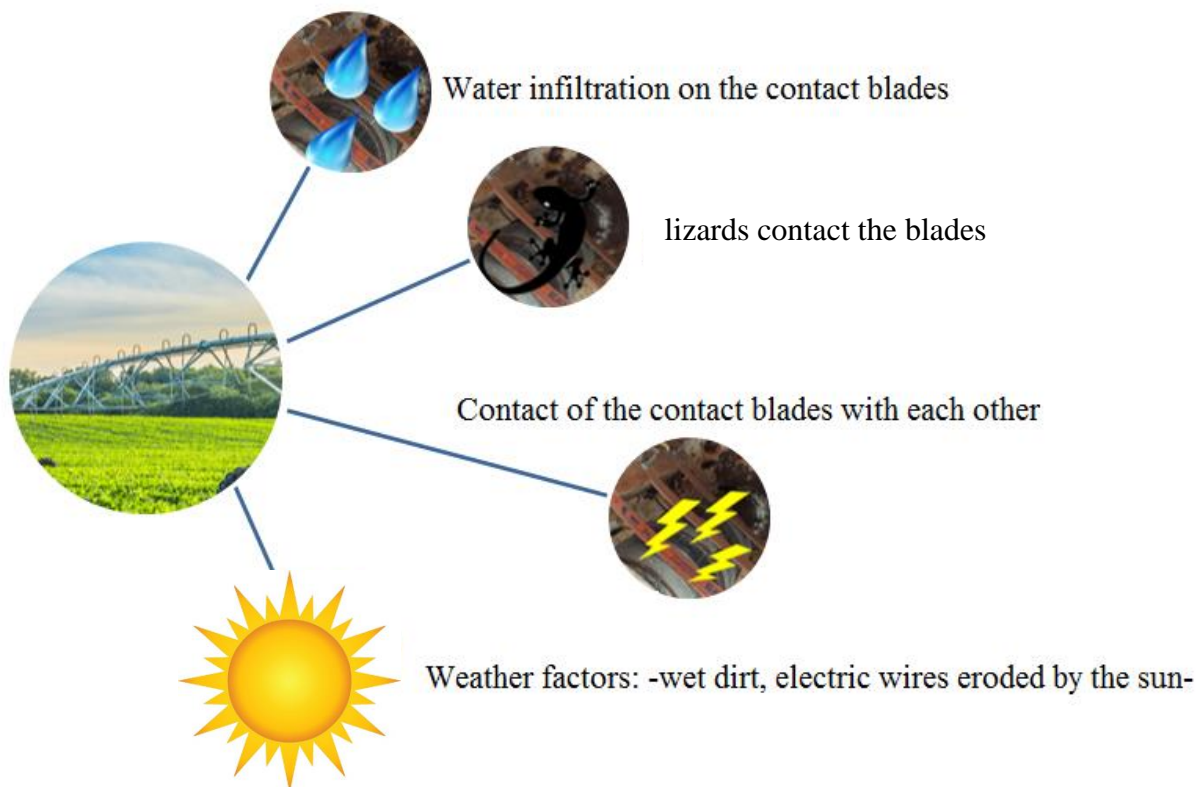 Water infiltration on the contact blades
lizards contact the blades
Contact of the contact blades with each other
Weather factors: -wet dirt, electric wires eroded by the sun-